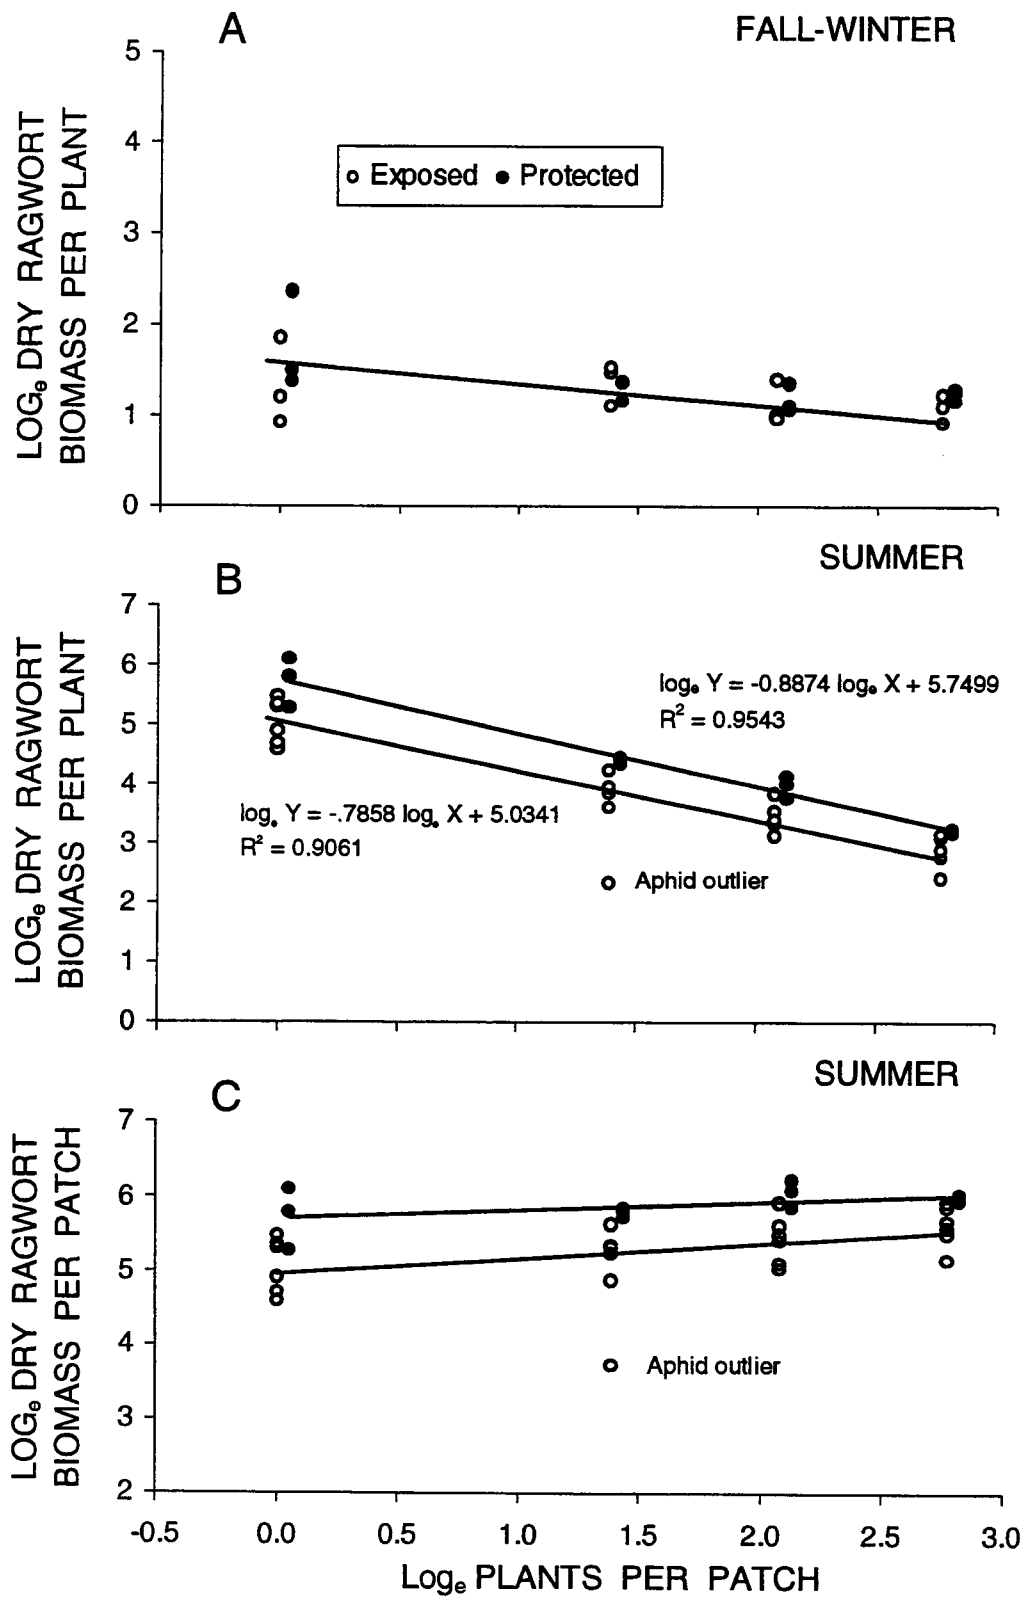 A
FALL-WINTER
LOGe DRY RAGWORT
BIOMASS PER PLANT
5
4
3
2
1
0
Exposed Protected
B
SUMMER
LOGe DRY RAGWORT
BIOMASS PER PLANT
7
6
5
4
3
2
1
0
loge Y = -0.8874 loge X + 5.7499
R² = 0.9543
loge Y = -.7858 loge X + 5.0341
R² = 0.9061
Aphid outlier
C
SUMMER
LOGe DRY RAGWORT
BIOMASS PER PATCH
7
6
5
4
3
2
Aphid outlier
-0.5 0.0 0.5 1.0 1.5 2.0 2.5 3.0
Loge PLANTS PER PATCH